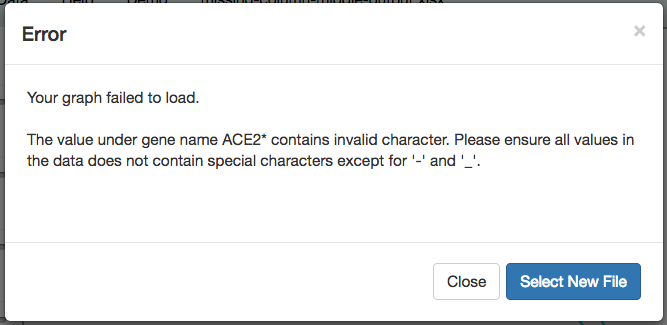 Error
×
Your graph failed to load.
The value under gene name ACE2* contains invalid character. Please ensure all values in
the data does not contain special characters except for '-' and '_'.
Close
Select New File